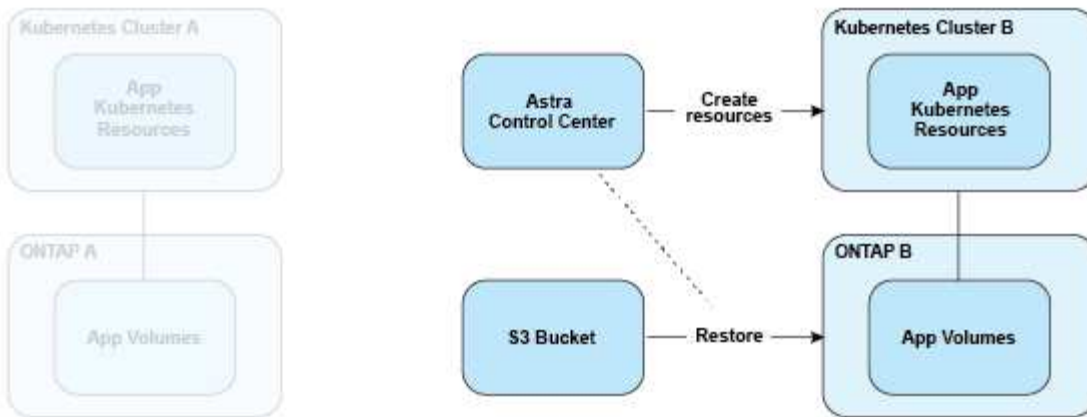 Kubernetes Cluster A
App
Kubernetes
Resources
ONTAP A
App Volumes
Astra
Control Center
Create
resources
Kubernetes Cluster B
App
Kubernetes
Resources
S3 Bucket
Restore
ONTAP B
App Volumes